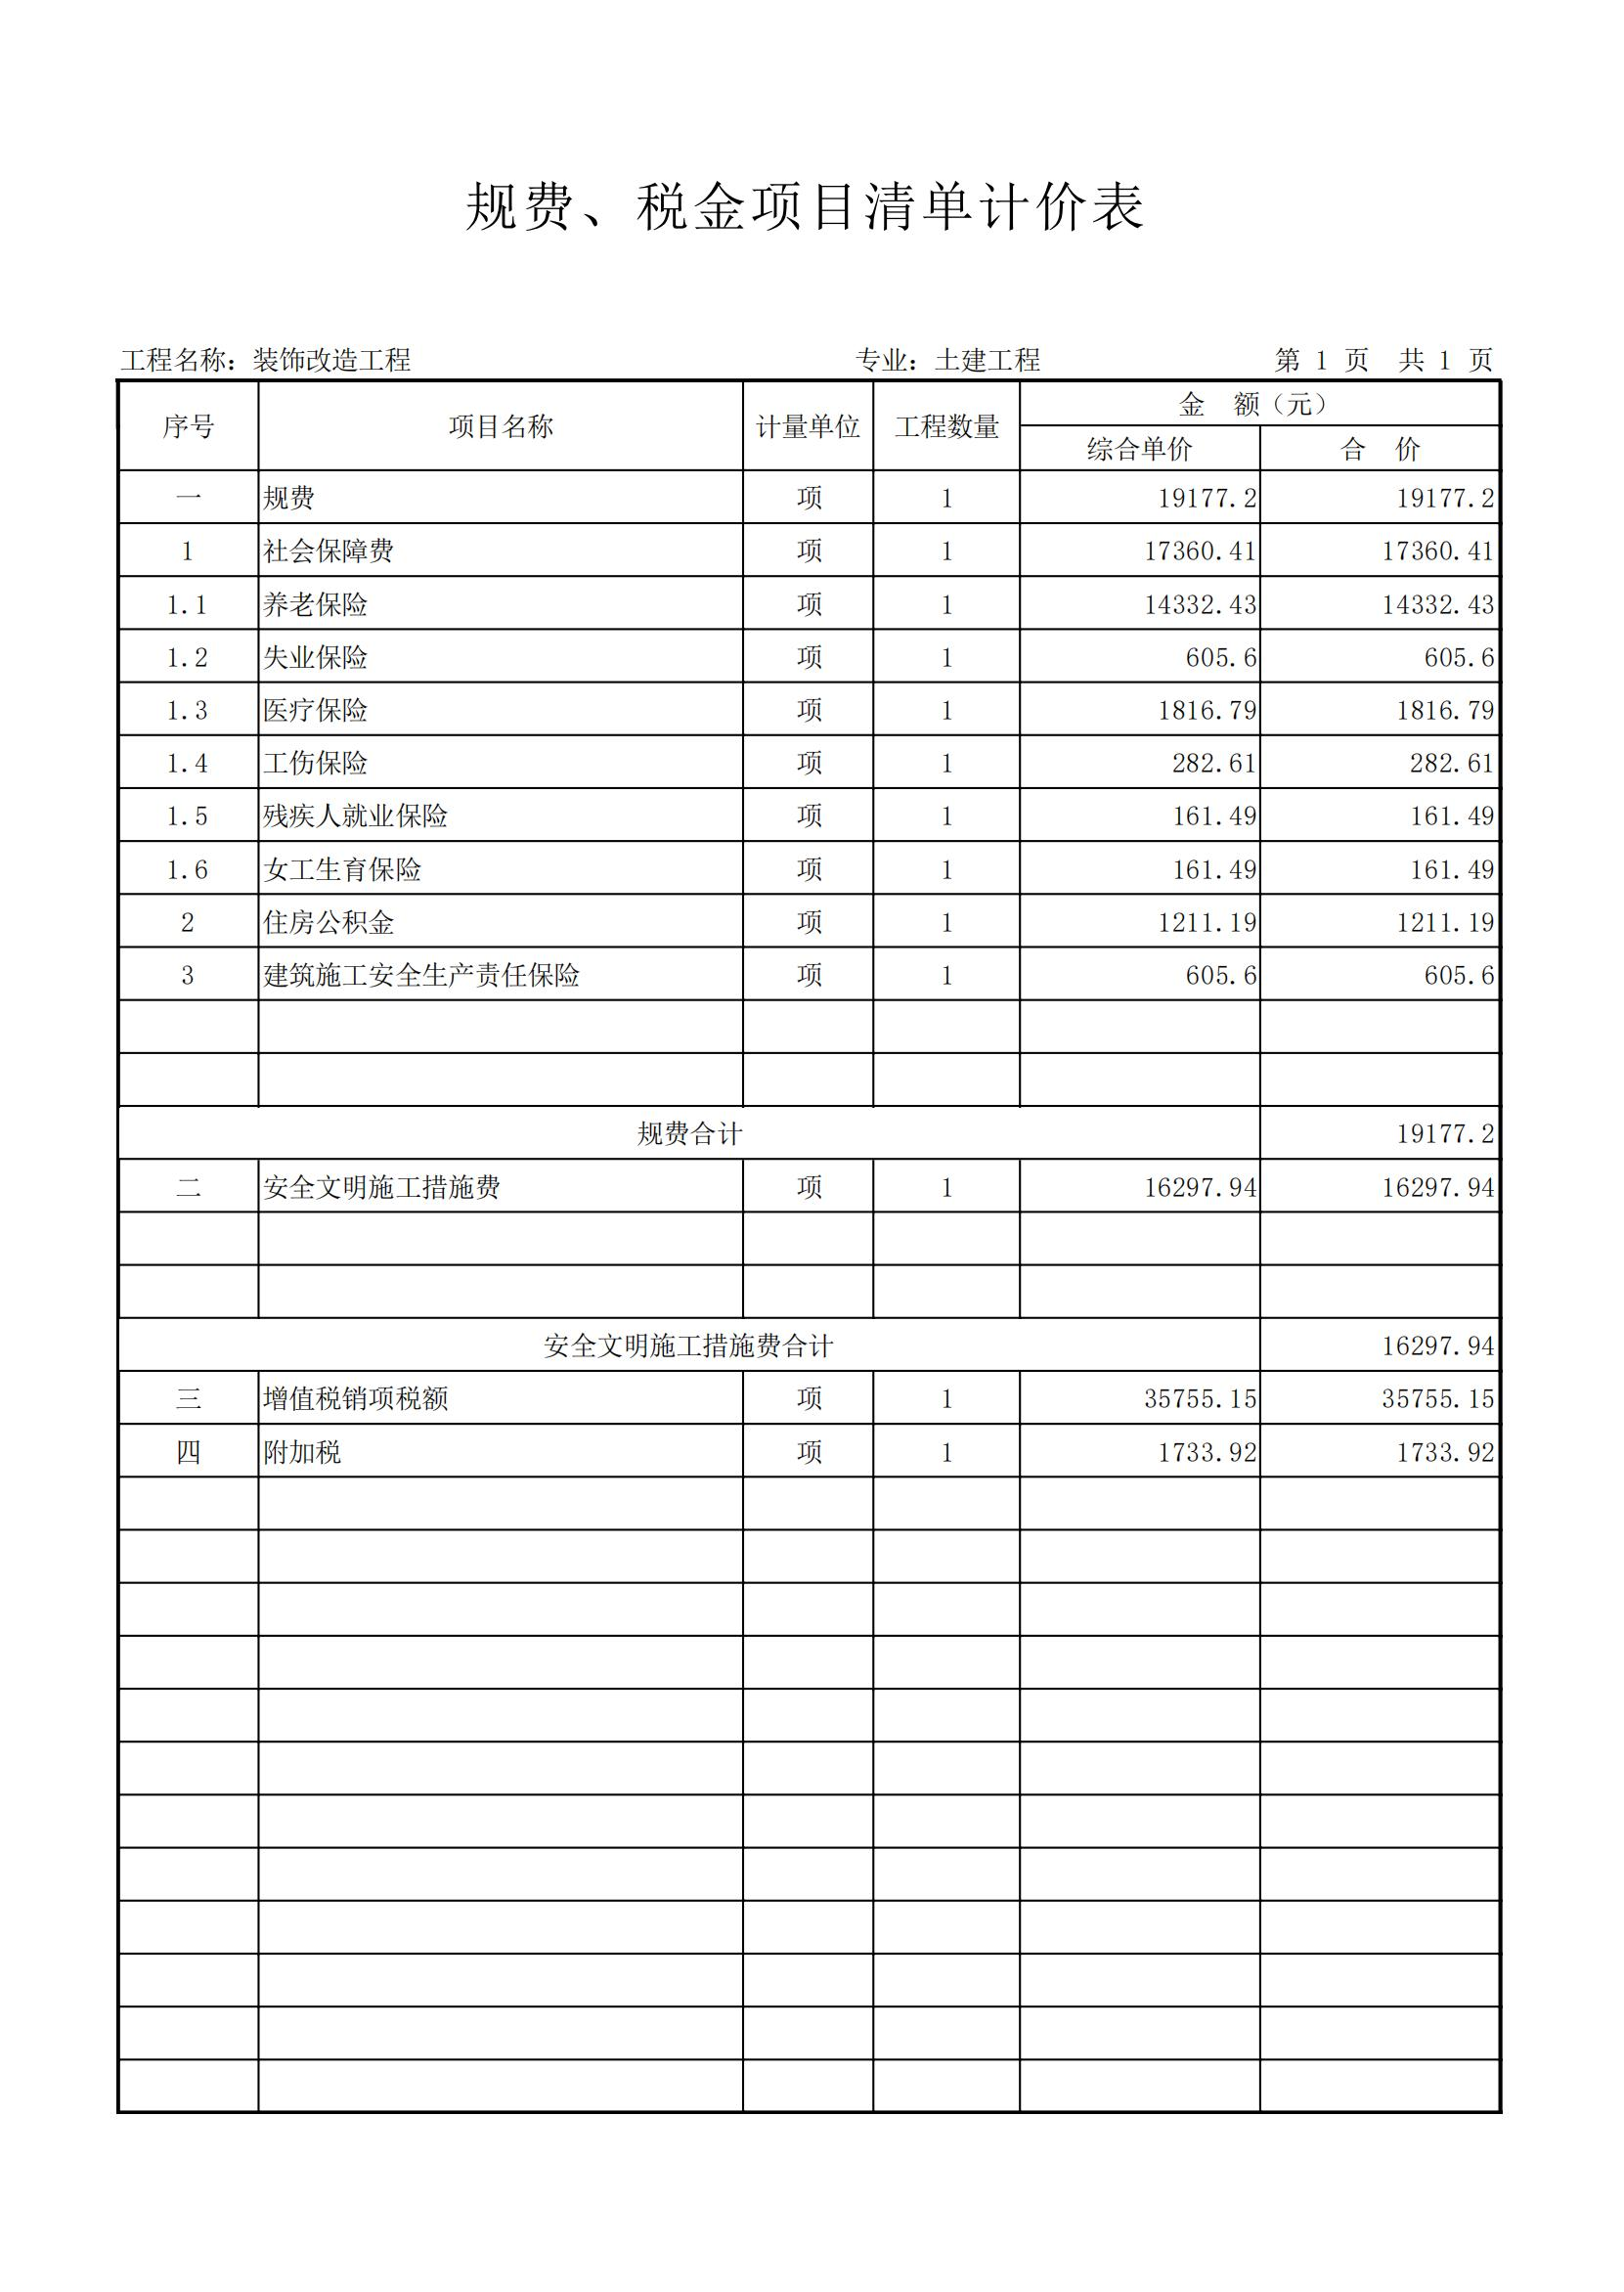 规费、税金项目清单计价表
工程名称：装饰改造工程 专业：土建工程 第 1 页 共 1 页
序号 项目名称 计量单位 工程数量 金 额（元）
综合单价 合 价
一 规费 项 1 19177.2 19177.2
1 社会保障费 项 1 17360.41 17360.41
1.1 养老保险 项 1 14332.43 14332.43
1.2 失业保险 项 1 605.6 605.6
1.3 医疗保险 项 1 1816.79 1816.79
1.4 工伤保险 项 1 282.61 282.61
1.5 残疾人就业保险 项 1 161.49 161.49
1.6 女工生育保险 项 1 161.49 161.49
2 住房公积金 项 1 1211.19 1211.19
3 建筑施工安全生产责任保险 项 1 605.6 605.6
规费合计 19177.2
二 安全文明施工措施费 项 1 16297.94 16297.94
安全文明施工措施费合计 16297.94
三 增值税销项税额 项 1 35755.15 35755.15
四 附加税 项 1 1733.92 1733.92